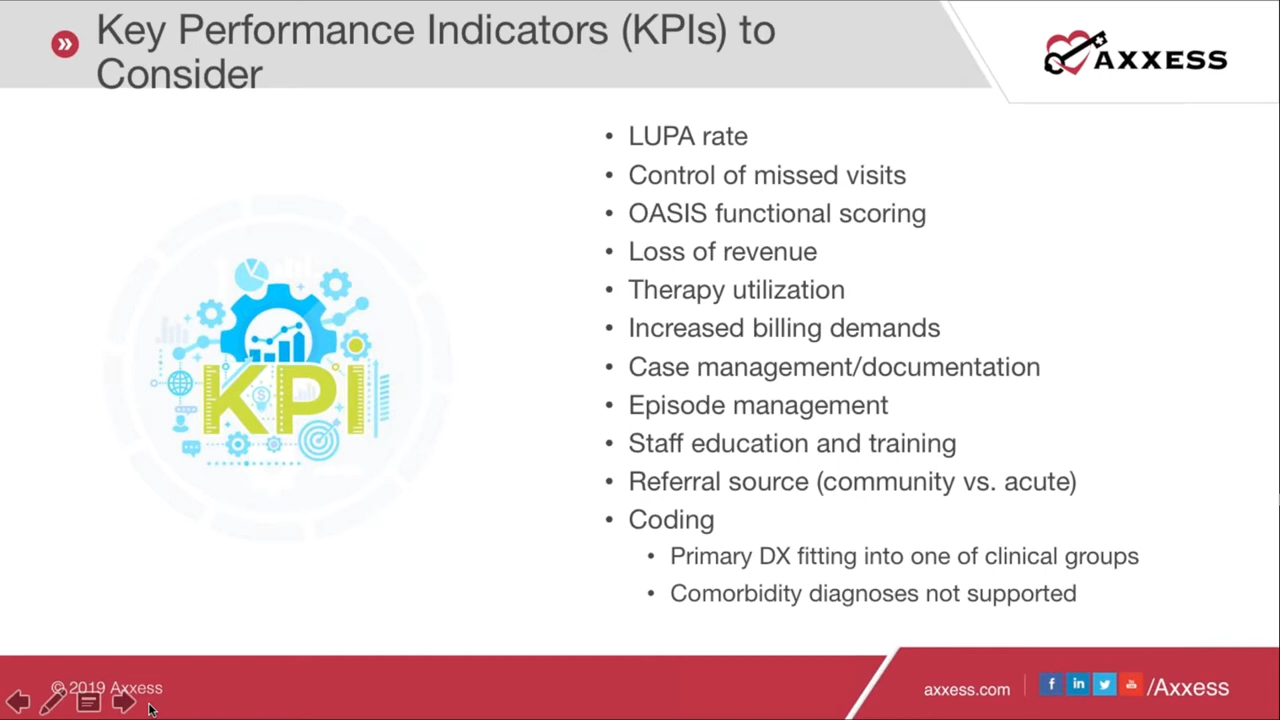 Key Performance Indicators (KPIs) to
Consider
AXXESS
• LUPA rate
• Control of missed visits
• OASIS functional scoring
• Loss of revenue
• Therapy utilization
• Increased billing demands
• Case management/documentation
• Episode management
• Staff education and training
• Referral source (community vs. acute)
• Coding
• Primary DX fitting into one of clinical groups
• Comorbidity diagnoses not supported
KPI
© 2019 Axxess
axxess.com
/Axxess